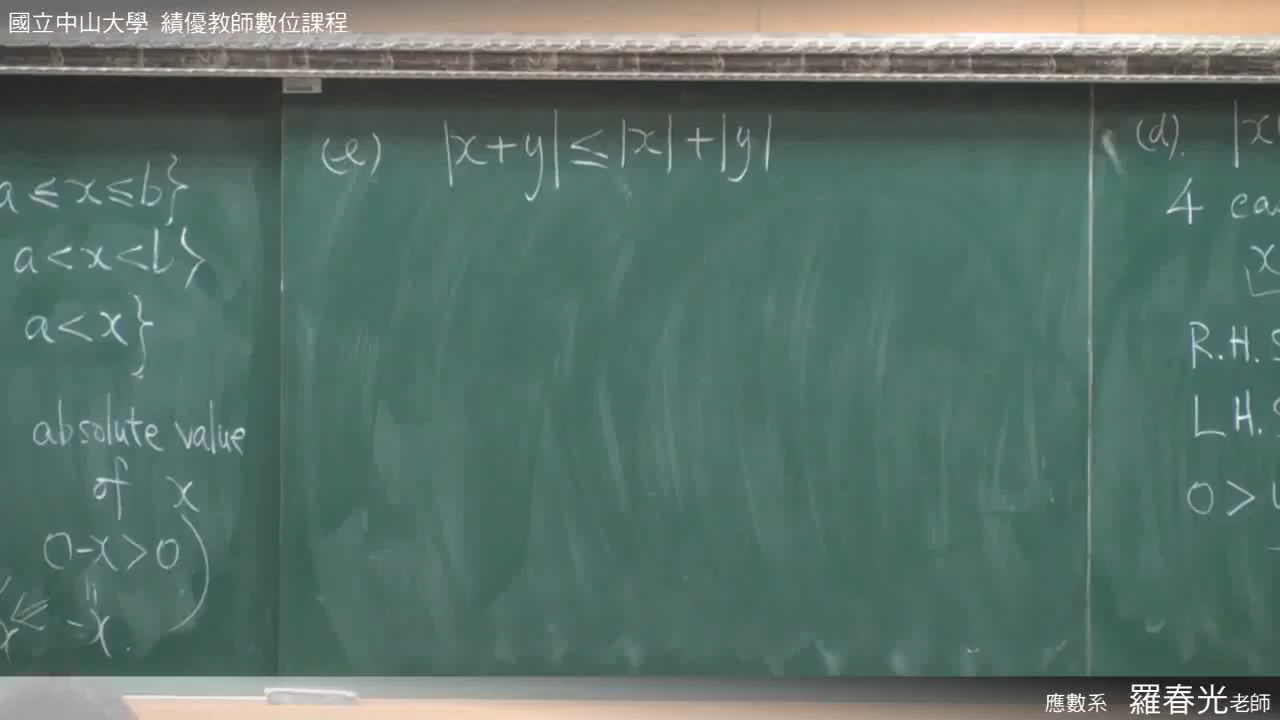 國立中山大學 績優教師數位課程
a ≤ x ≤ b}
a < x < b}
a < x}
absolute value
of x
0-x>0
-x.
(e) |x+y| ≤ |x| + |y|
(d). |x|
4
x
R.H.
L.H.
0 >
應數系 羅春光老師